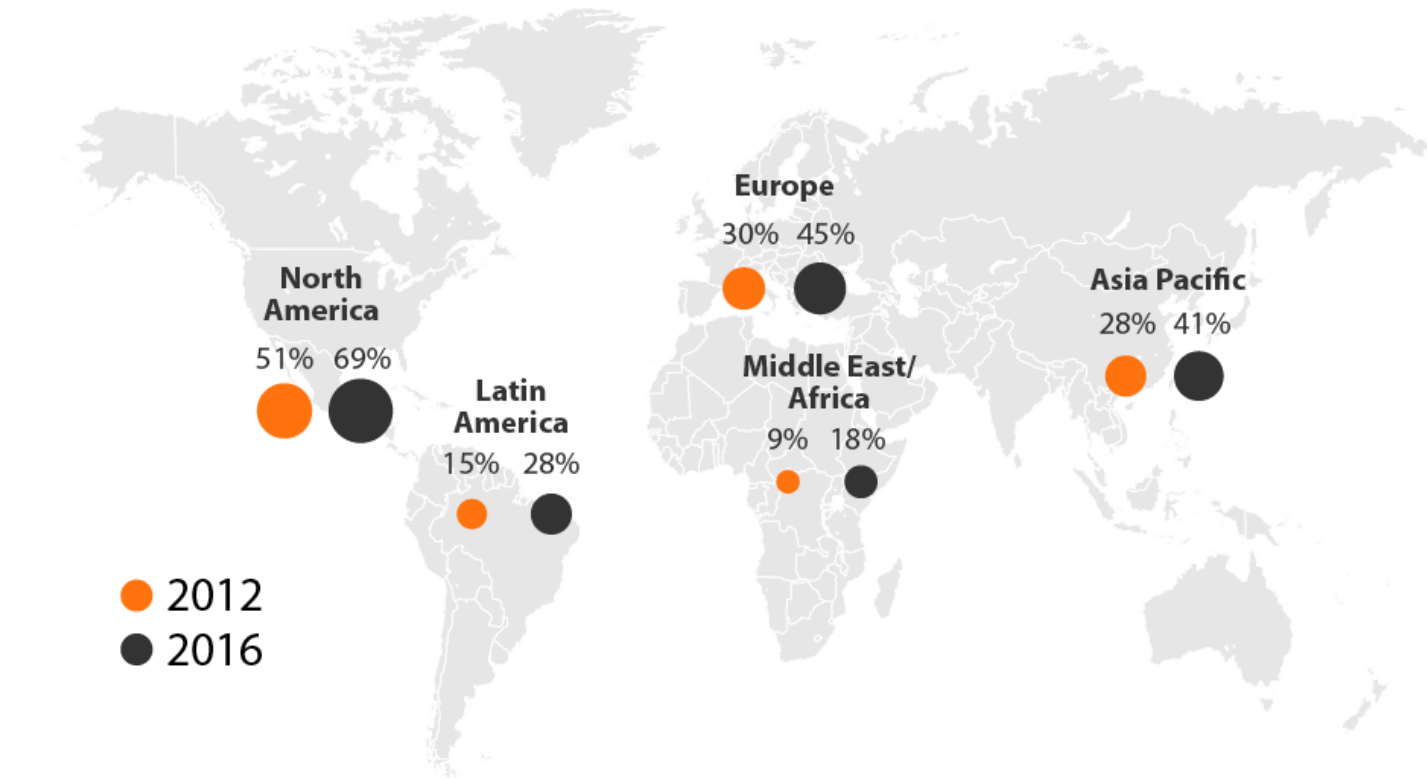 Europe
30% 45%
North
America
51% 69%
Asia Pacific
28% 41%
Middle East/
Africa
9% 18%
Latin
America
15% 28%
2012
2016